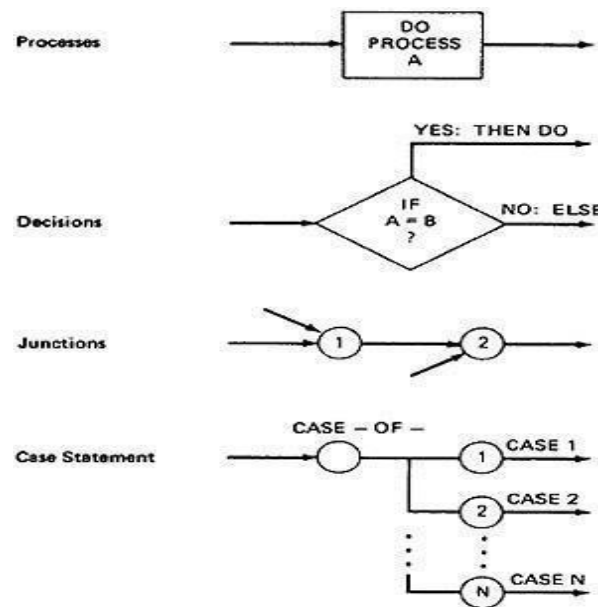 Processes
DO
PROCESS
A
YES: THEN DO
Decisions
IF
A = B
?
NO: ELSE
Junctions
1
2
CASE – OF –
Case Statement
1
CASE 1
2
CASE 2
N
CASE N